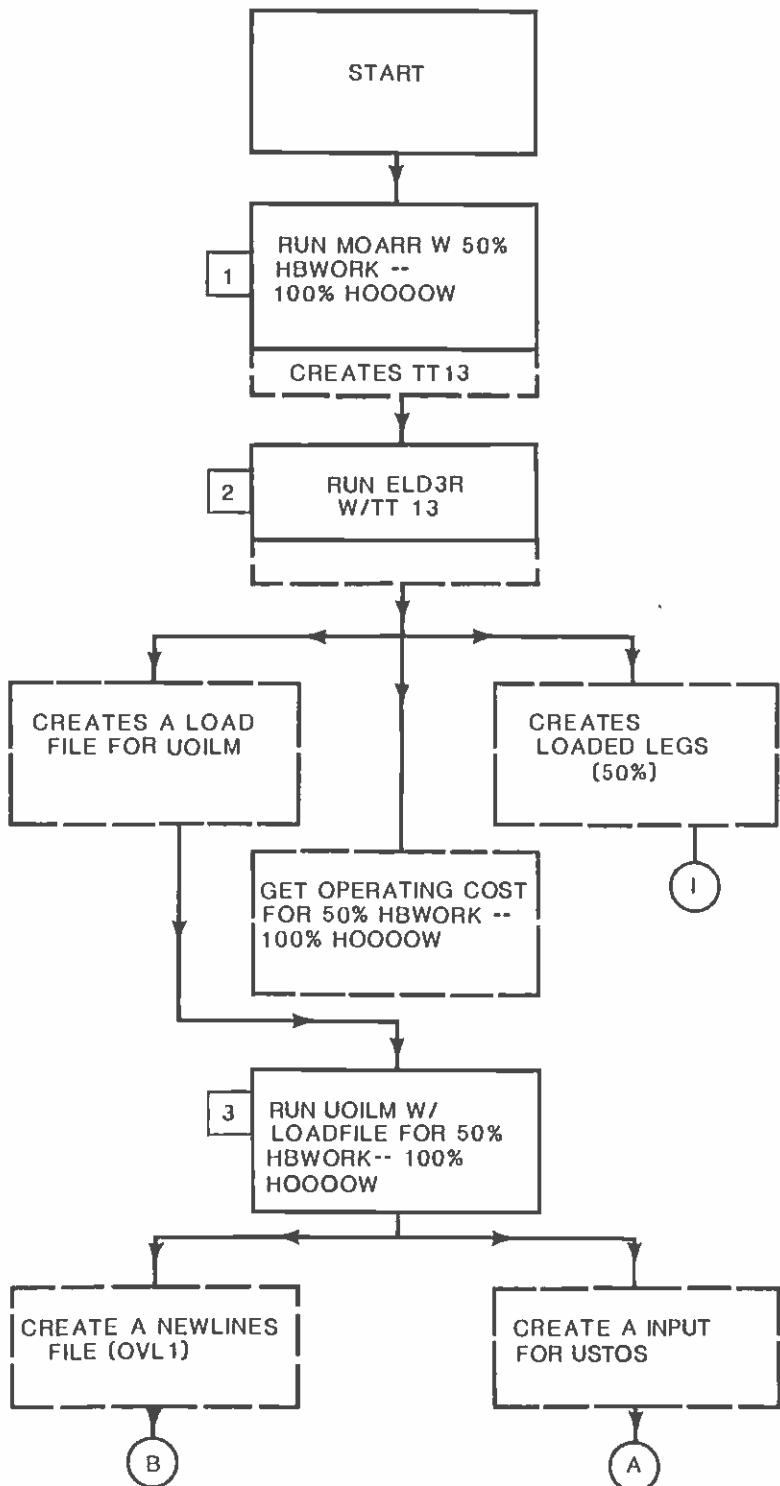 START
1
RUN MOARR W 50%
HBWORK --
100% HOOOOW
CREATES TT13
2
RUN ELD3R
W/TT 13
CREATES A LOAD
FILE FOR UOILM
CREATES
LOADED LEGS
(50%)
I
GET OPERATING COST
FOR 50% HBWORK --
100% HOOOOW
3
RUN UOILM W/
LOADFILE FOR 50%
HBWORK-- 100%
HOOOOW
CREATE A NEWLINES
FILE (OVL1)
CREATE A INPUT
FOR USTOS
B
A